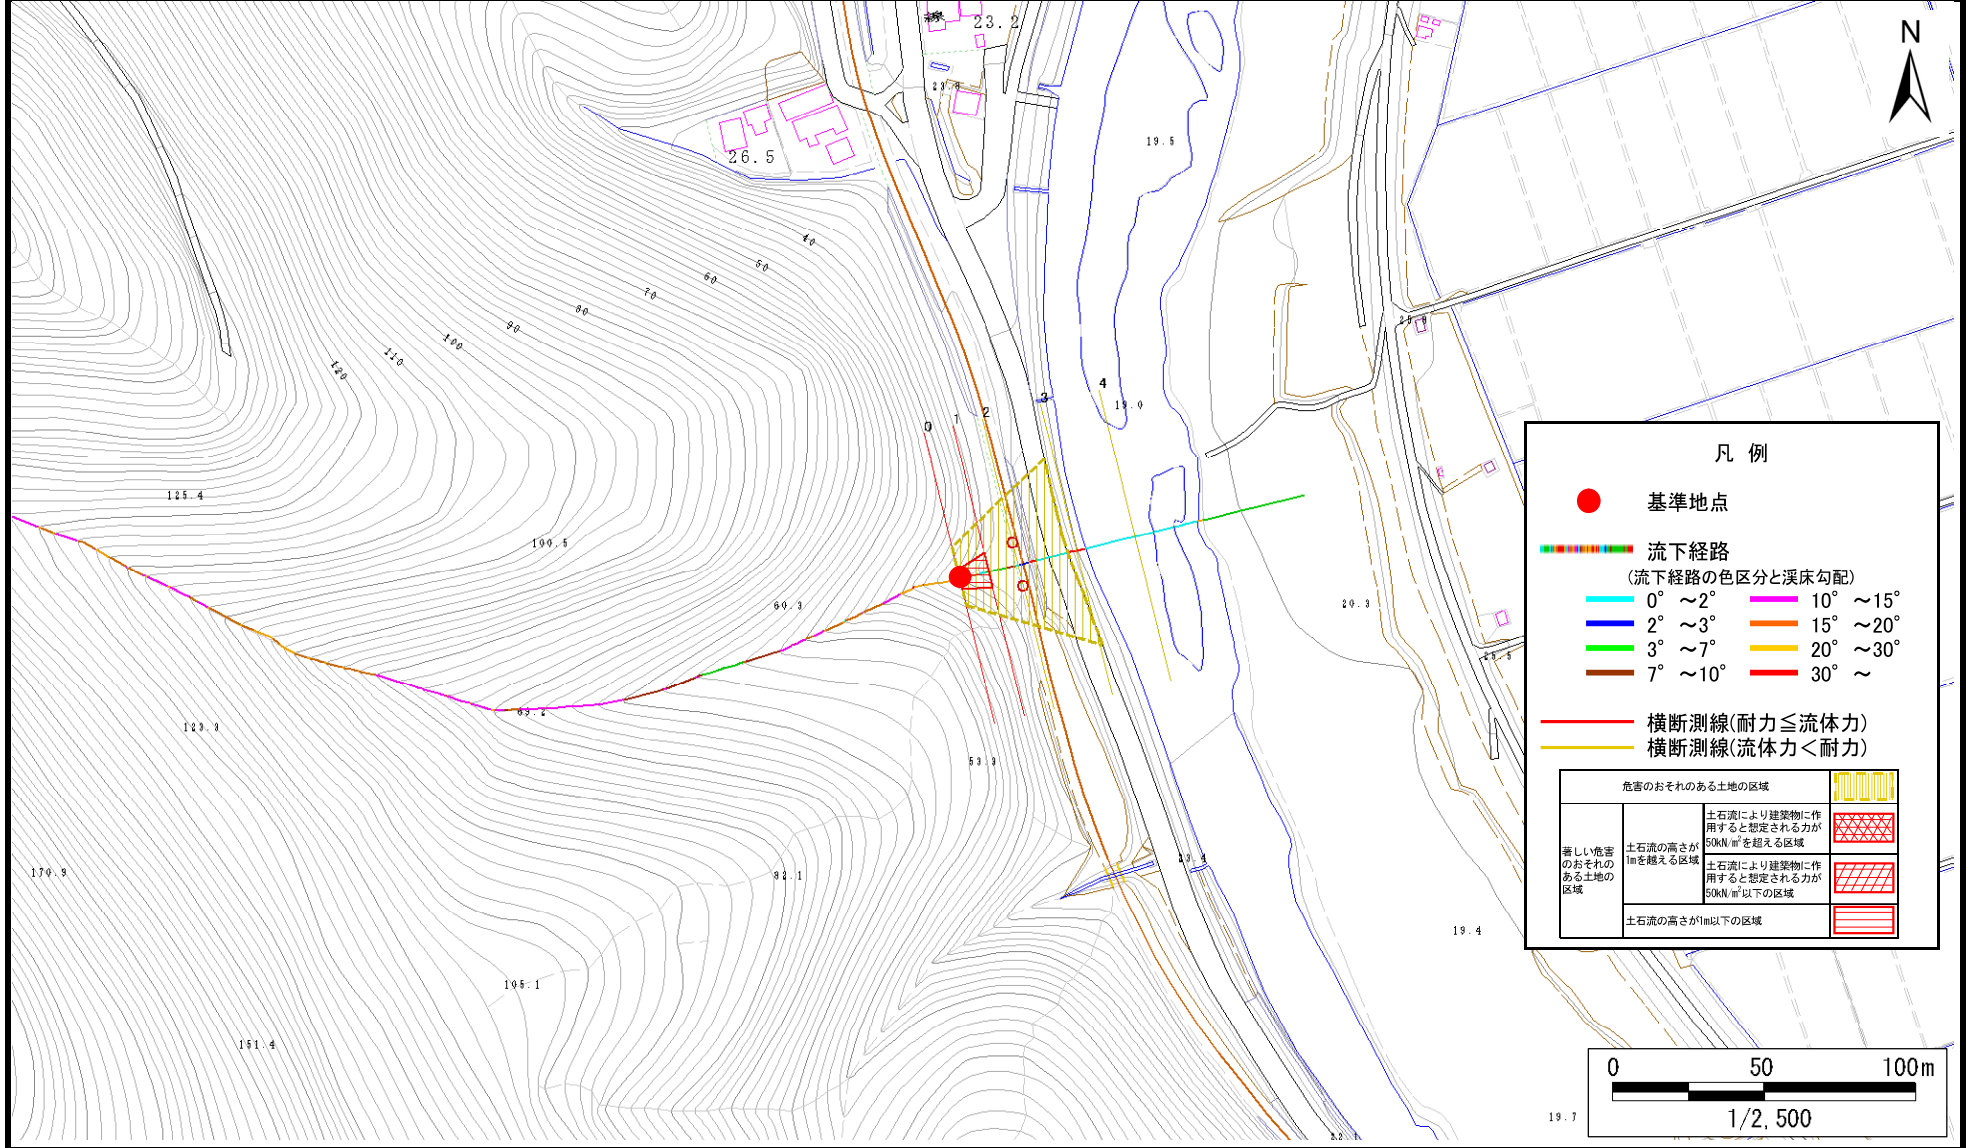 線
23.2
N
23.8
19.5
26.5
40
50
60
70
80
90
100
110
120
25.8
4
3
19.0
2
1
0
125.4
100.5
60.3
20.3
25.5
69.2
123.3
53.3
23.4
170.9
82.1
19.4
105.1
151.4
19.7
凡 例
基準地点
流下経路
(流下経路の色区分と渓床勾配)
0° ～2° 10° ～15°
2° ～3° 15° ～20°
3° ～7° 20° ～30°
7° ～10° 30° ～
横断測線(耐力≦流体力)
横断測線(流体力＜耐力)
危害のおそれのある土地の区域
著しい危害
のおそれの
ある土地の
区域
土石流の高さが
1mを越える区域
土石流により建築物に作
用すると想定される力が
50kN/m²を超える区域
土石流により建築物に作
用すると想定される力が
50kN/m²以下の区域
土石流の高さが1m以下の区域
0 50 100m
1/2,500